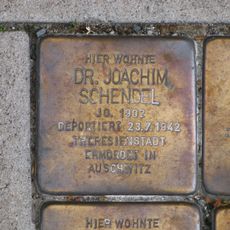 HIER WOHNTE
DR. JOACHIM
SCHENDEL
JG. 1902
DEPORTIERT 23.7.1942
THERESIENSTADT
ERMORDET IN
AUSCHWITZ
HIER WOHNTE